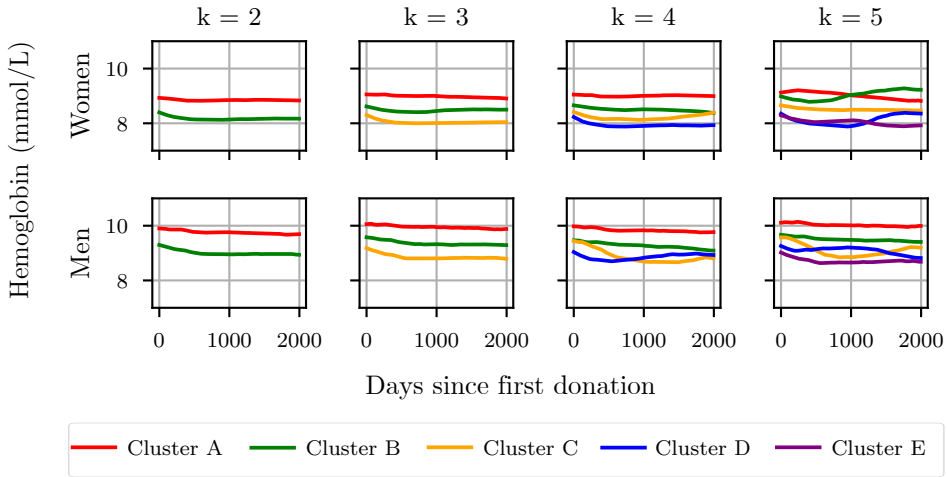 k = 2 k = 3 k = 4 k = 5
Hemoglobin (mmol/L)
Women
10
8
Men
10
8
0 1000 2000 0 1000 2000 0 1000 2000 0 1000 2000
Days since first donation
Cluster A Cluster B Cluster C Cluster D Cluster E